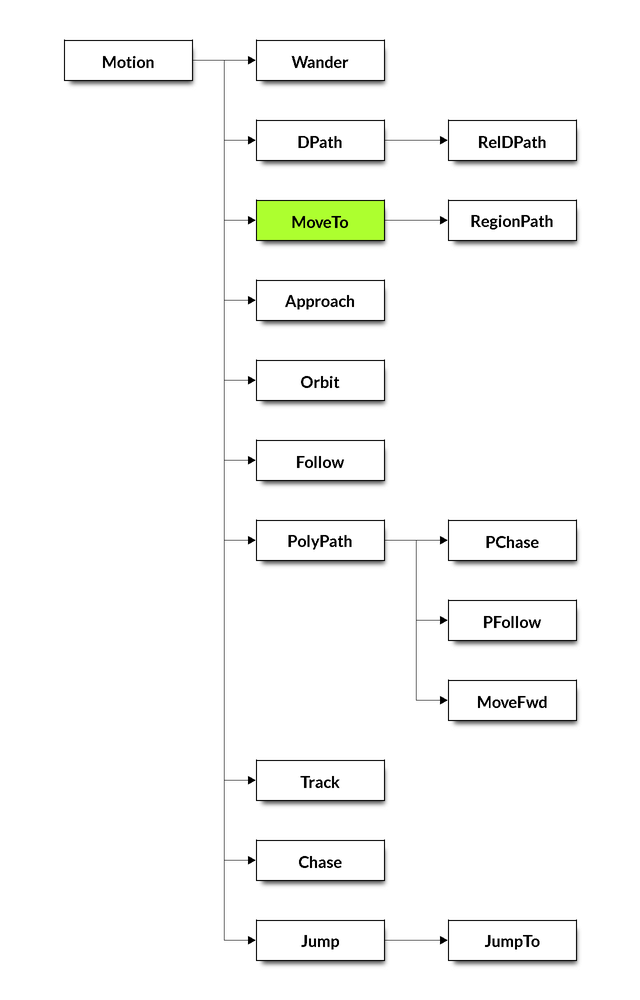 Motion
Wander
DPath
RelDPath
MoveTo
RegionPath
Approach
Orbit
Follow
PolyPath
PChase
PFollow
MoveFwd
Track
Chase
Jump
JumpTo